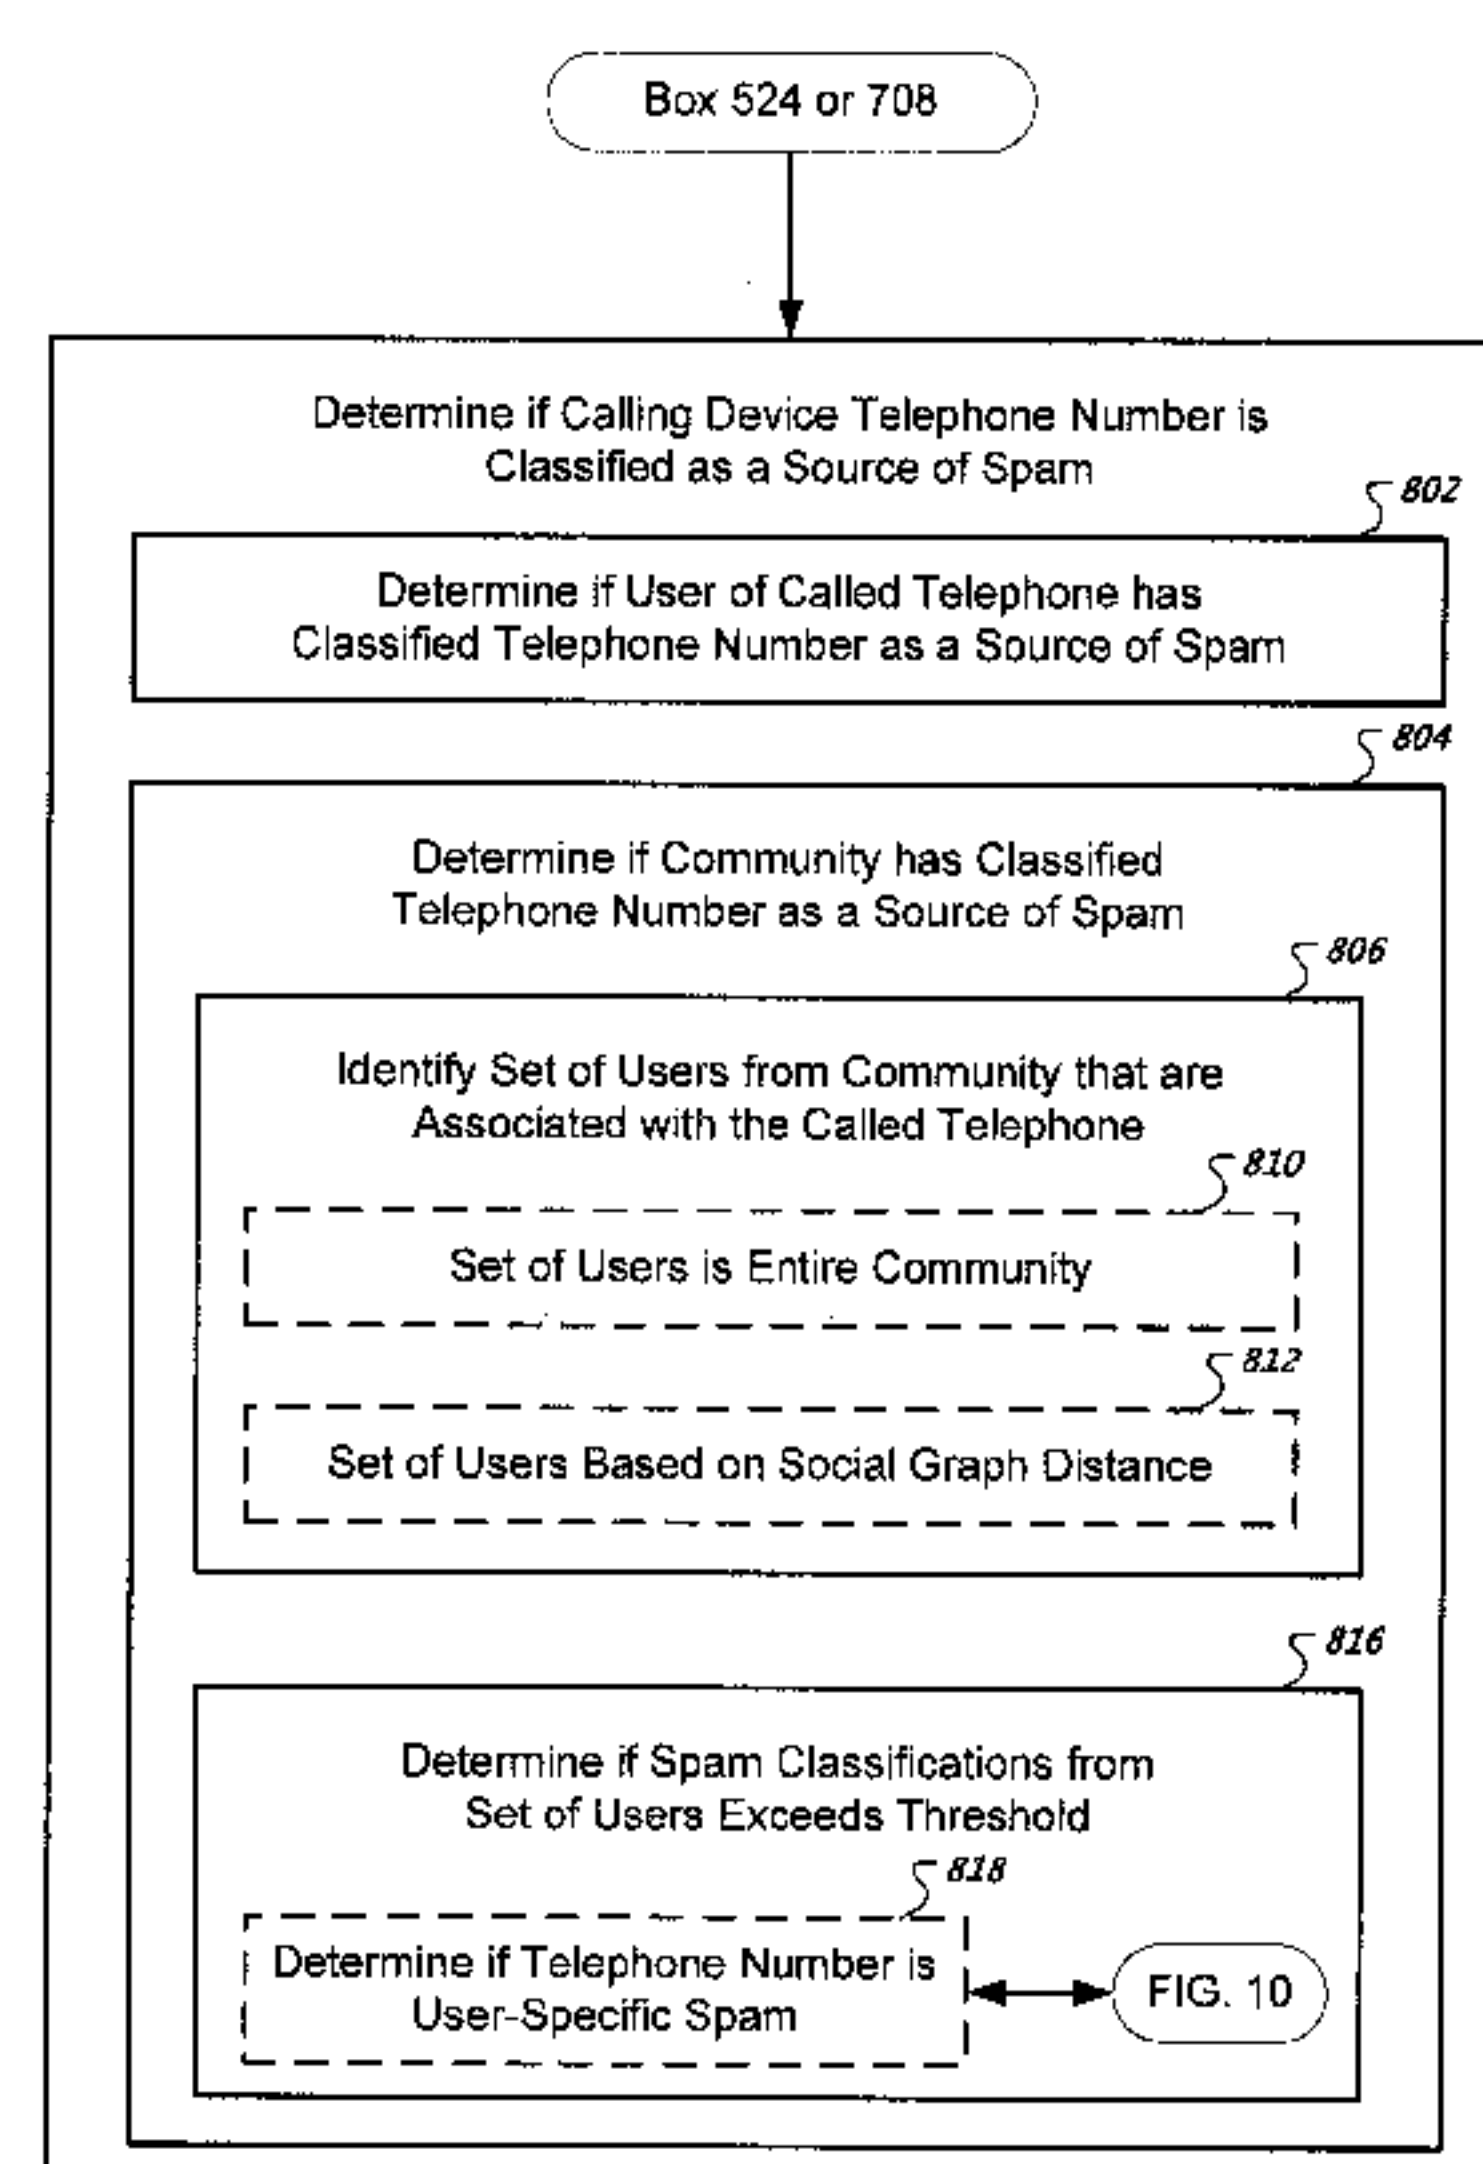 Box 524 or 708
Determine if Calling Device Telephone Number is
Classified as a Source of Spam
802
Determine if User of Called Telephone has
Classified Telephone Number as a Source of Spam
804
Determine if Community has Classified
Telephone Number as a Source of Spam
806
Identify Set of Users from Community that are
Associated with the Called Telephone
810
Set of Users is Entire Community
812
Set of Users Based on Social Graph Distance
816
Determine if Spam Classifications from
Set of Users Exceeds Threshold
818
Determine if Telephone Number is
User-Specific Spam
FIG. 10